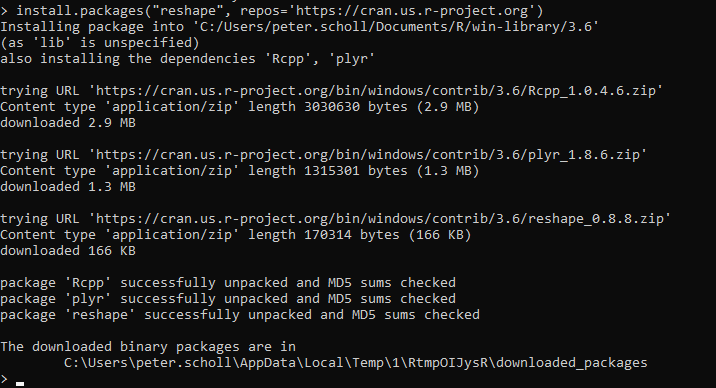 > install.packages("reshape", repos='https://cran.us.r-project.org')
Installing package into 'C:/Users/peter.scholl/Documents/R/win-library/3.6'
(as 'lib' is unspecified)
also installing the dependencies 'Rcpp', 'plyr'
trying URL 'https://cran.us.r-project.org/bin/windows/contrib/3.6/Rcpp_1.0.4.6.zip'
Content type 'application/zip' length 3030630 bytes (2.9 MB)
downloaded 2.9 MB
trying URL 'https://cran.us.r-project.org/bin/windows/contrib/3.6/plyr_1.8.6.zip'
Content type 'application/zip' length 1315301 bytes (1.3 MB)
downloaded 1.3 MB
trying URL 'https://cran.us.r-project.org/bin/windows/contrib/3.6/reshape_0.8.8.zip'
Content type 'application/zip' length 170314 bytes (166 KB)
downloaded 166 KB
package 'Rcpp' successfully unpacked and MD5 sums checked
package 'plyr' successfully unpacked and MD5 sums checked
package 'reshape' successfully unpacked and MD5 sums checked
The downloaded binary packages are in
C:\Users\peter.scholl\AppData\Local\Temp\1\RtmpOIJysR\downloaded_packages
>